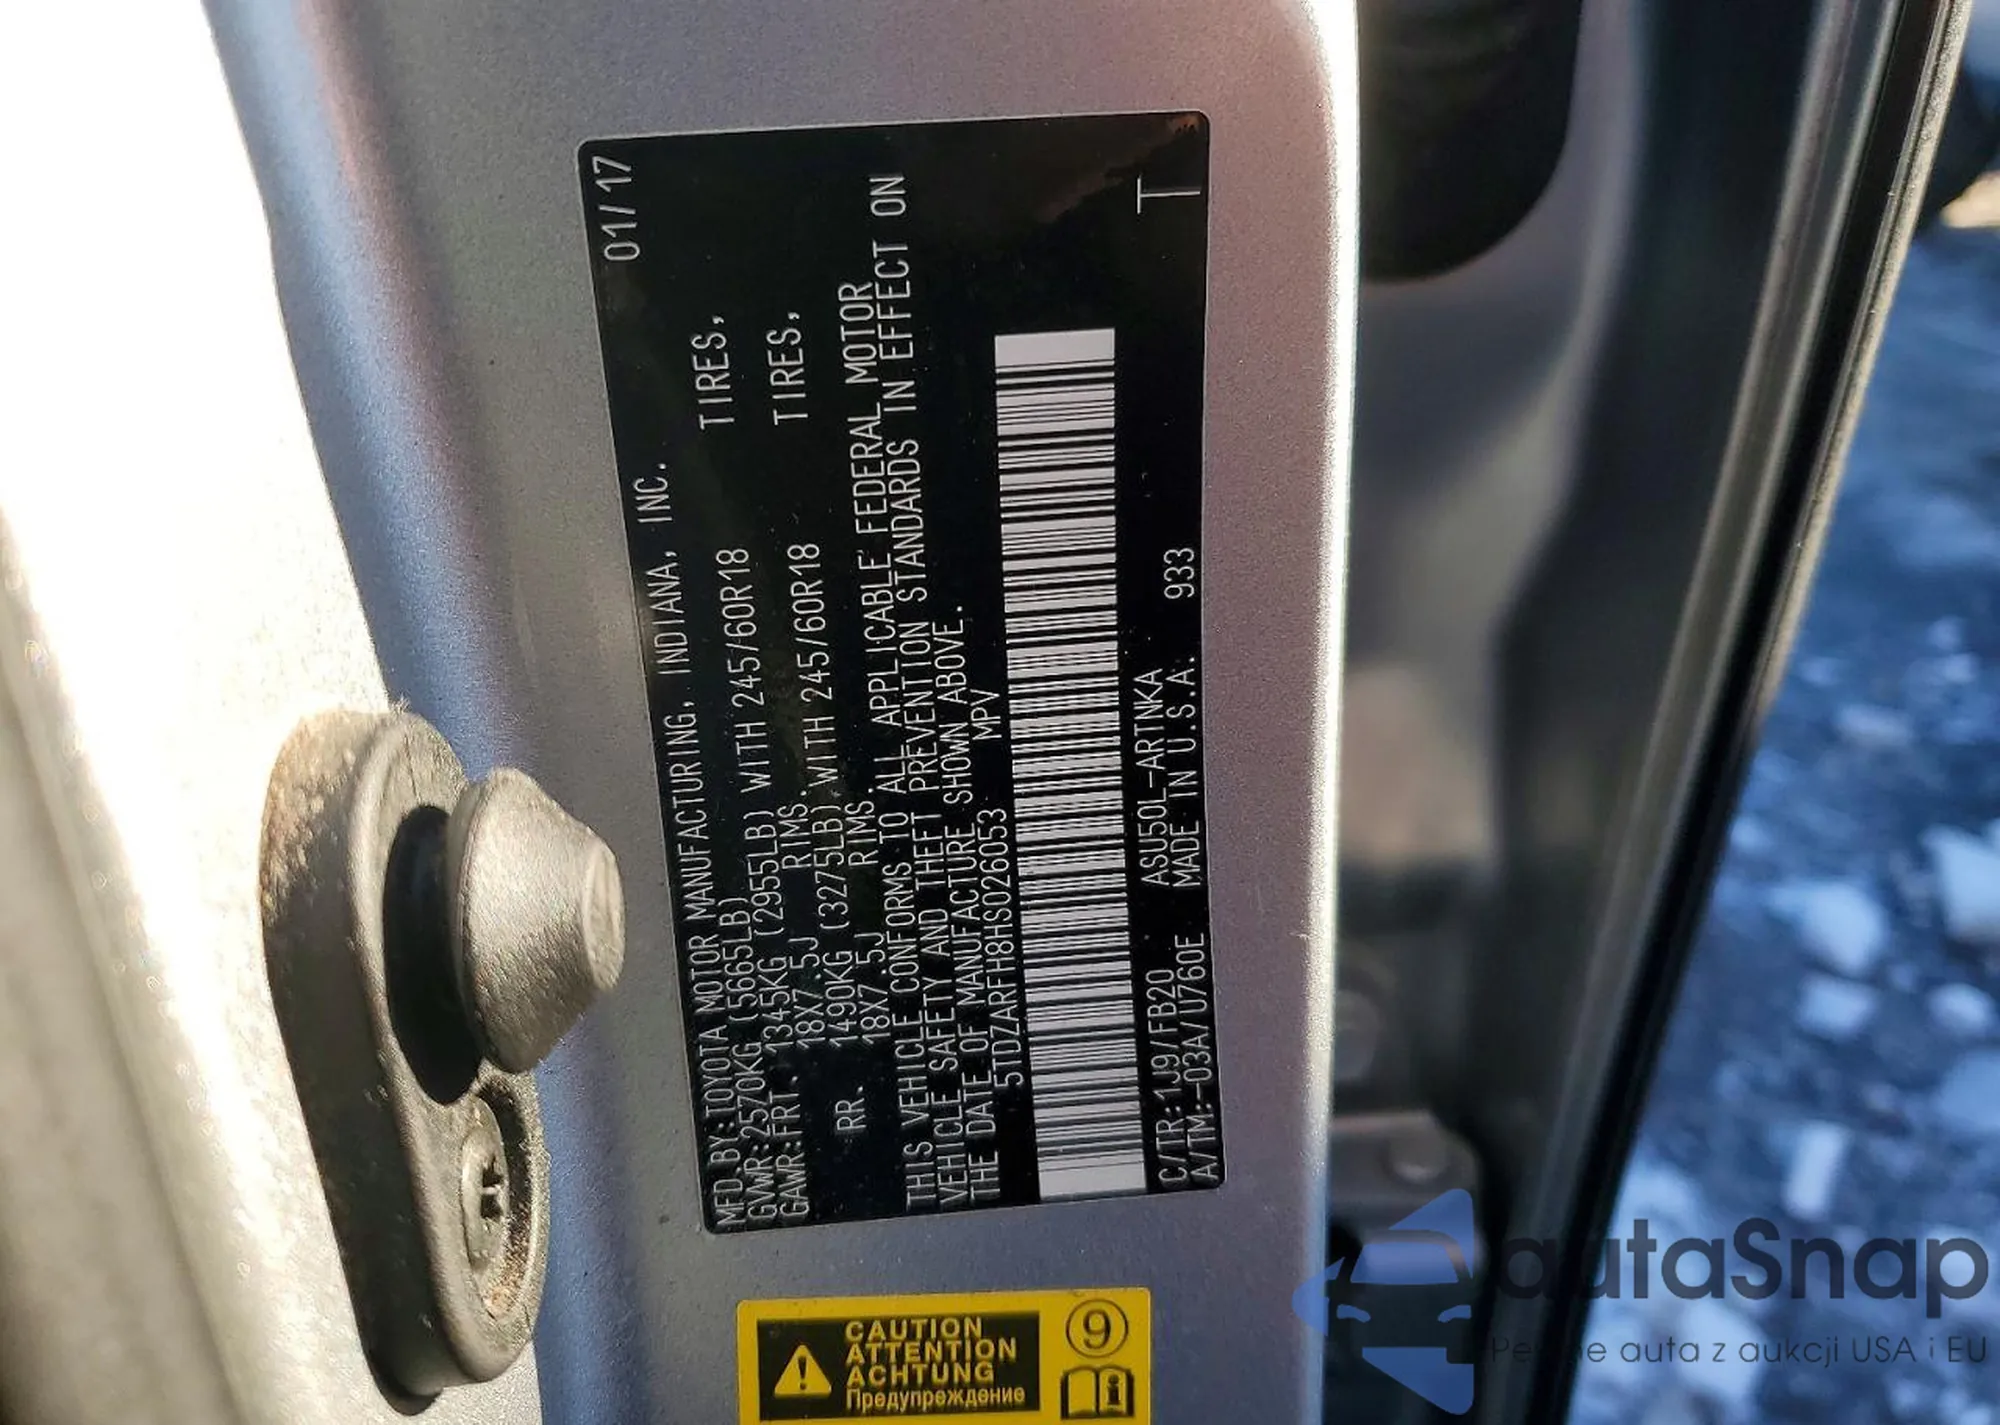 MFD.BY:TOYOTA MOTOR MANUFACTURING, INDIANA, INC. 01/17
GVWR:2570KG (5665LB)
GAWR:FRT.1345KG (2955LB) WITH 245/60R18 TIRES,
18X7.5J RIMS.
RR. 1490KG (3275LB) WITH 245/60R18 TIRES,
18X7.5J RIMS.
THIS VEHICLE CONFORMS TO ALL APPLICABLE FEDERAL MOTOR
VEHICLE SAFETY AND THEFT PREVENTION STANDARDS IN EFFECT ON
THE DATE OF MANUFACTURE SHOWN ABOVE.
5TDZARFH8HS026053 MPV
C/TR:1J9/FB20 ASU50L-ARTNKA
A/TM:-03A/U760E MADE IN U.S.A. 933 T
CAUTION
ATTENTION
ACHTUNG
Предупреждение
9
i
autaSnap
Pewne auta z aukcji USA i EU